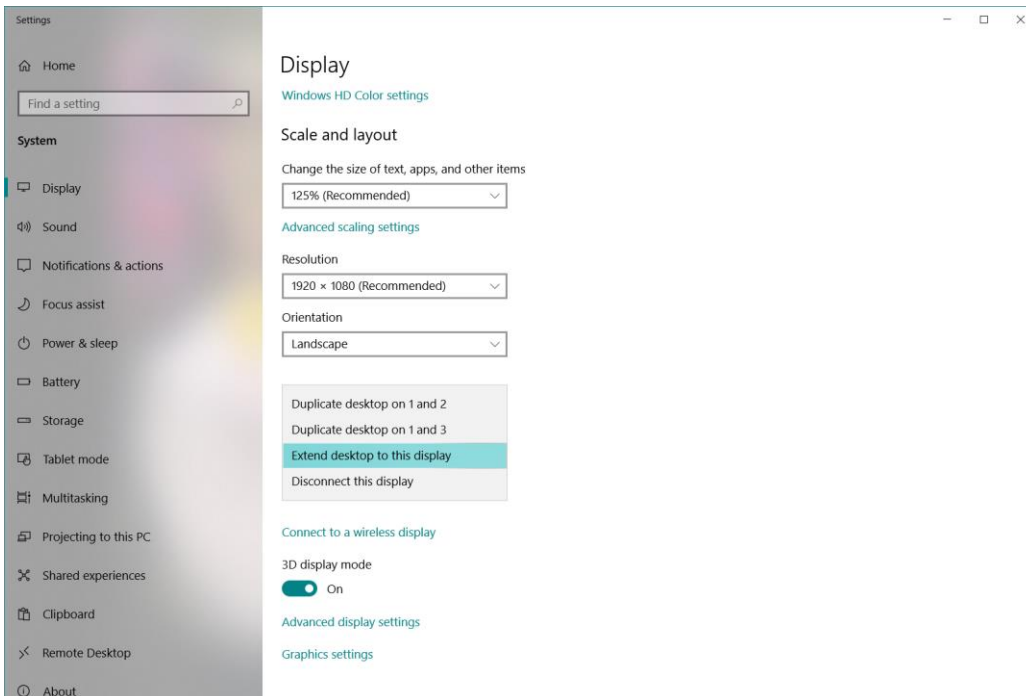 Settings
Home
Find a setting
System
Display
Sound
Notifications & actions
Focus assist
Power & sleep
Battery
Storage
Tablet mode
Multitasking
Projecting to this PC
Shared experiences
Clipboard
Remote Desktop
About
Display
Windows HD Color settings
Scale and layout
Change the size of text, apps, and other items
125% (Recommended)
Advanced scaling settings
Resolution
1920 × 1080 (Recommended)
Orientation
Landscape
Duplicate desktop on 1 and 2
Duplicate desktop on 1 and 3
Extend desktop to this display
Disconnect this display
Connect to a wireless display
3D display mode
On
Advanced display settings
Graphics settings